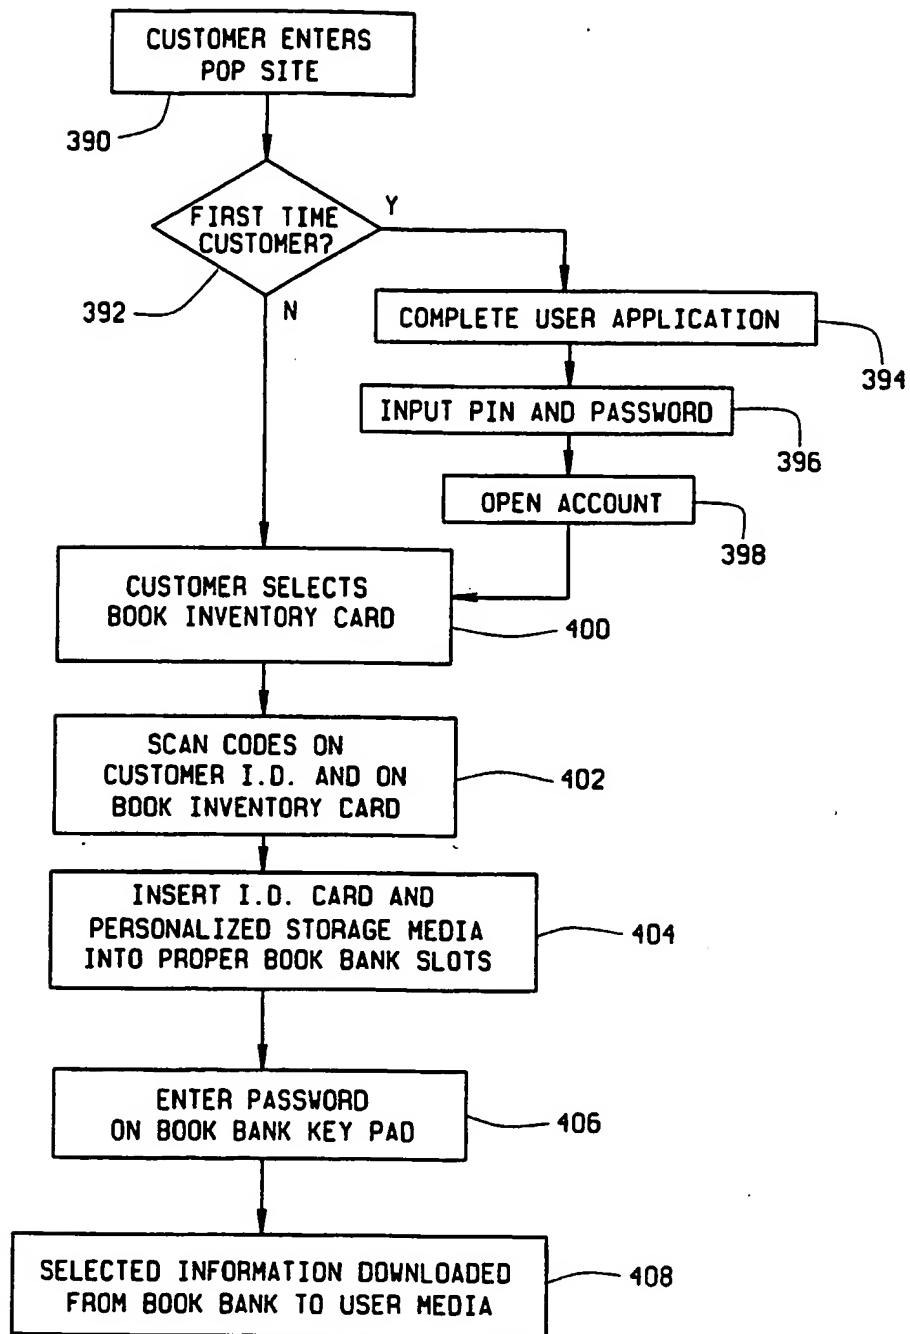 CUSTOMER ENTERS
POP SITE
390
FIRST TIME
CUSTOMER?
Y
392
N
COMPLETE USER APPLICATION
394
INPUT PIN AND PASSWORD
396
OPEN ACCOUNT
398
CUSTOMER SELECTS
BOOK INVENTORY CARD
400
SCAN CODES ON
CUSTOMER I.D. AND ON
BOOK INVENTORY CARD
402
INSERT I.D. CARD AND
PERSONALIZED STORAGE MEDIA
INTO PROPER BOOK BANK SLOTS
404
ENTER PASSWORD
ON BOOK BANK KEY PAD
406
SELECTED INFORMATION DOWNLOADED
FROM BOOK BANK TO USER MEDIA
408